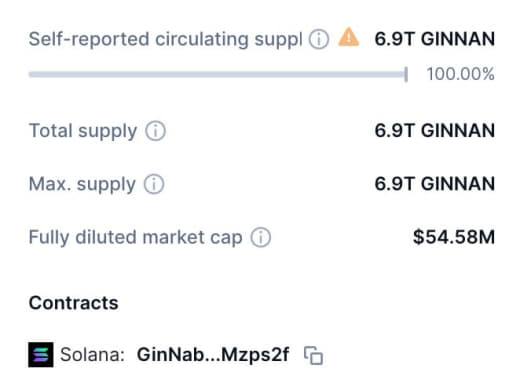 Self-reported circulating suppl 6.9T GINNAN
100.00%
Total supply 6.9T GINNAN
Max. supply 6.9T GINNAN
Fully diluted market cap $54.58M
Contracts
Solana: GinNab...Mzps2f